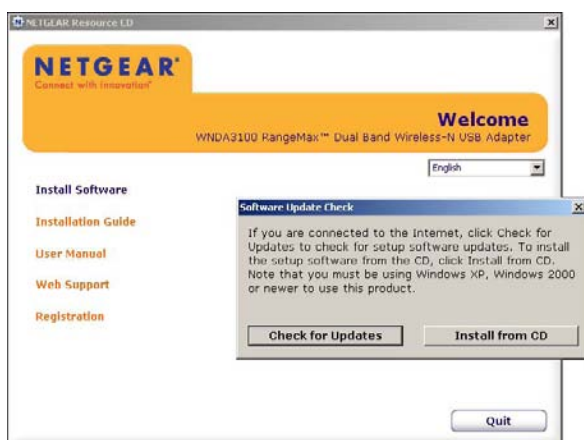 NETGEAR Resource CD
NETGEAR®
Connect with Innovation™
Welcome
WNDA3100 RangeMax™ Dual Band Wireless-N USB Adapter
English
Install Software
Installation Guide
User Manual
Web Support
Registration
Software Update Check
If you are connected to the Internet, click Check for
Updates to check for setup software updates. To install
the setup software from the CD, click Install from CD.
Note that you must be using Windows XP, Windows 2000
or newer to use this product.
Check for Updates
Install from CD
Quit